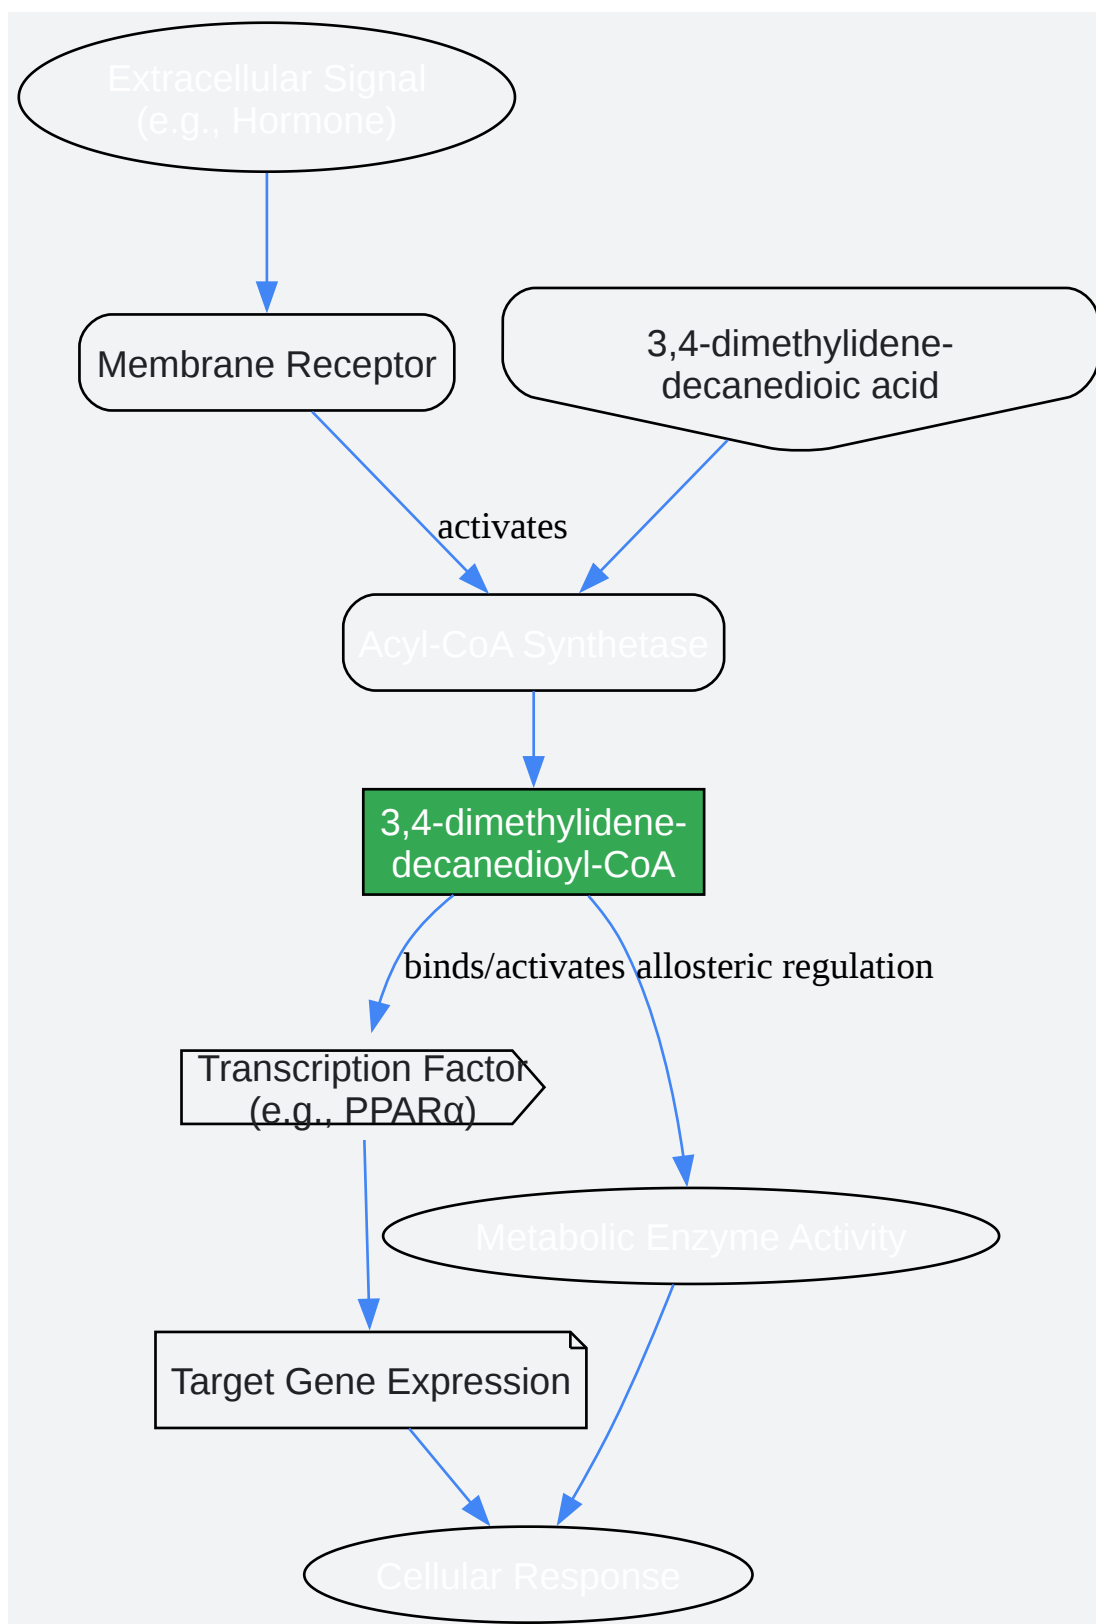 Extracellular Signal
(e.g., Hormone)
Membrane Receptor
3,4-dimethylidene-
decanedioic acid
activates
Acyl-CoA Synthetase
3,4-dimethylidene-
decanedioyl-CoA
binds/activates
allosteric regulation
Transcription Factor
(e.g., PPARα)
Metabolic Enzyme Activity
Target Gene Expression
Cellular Response